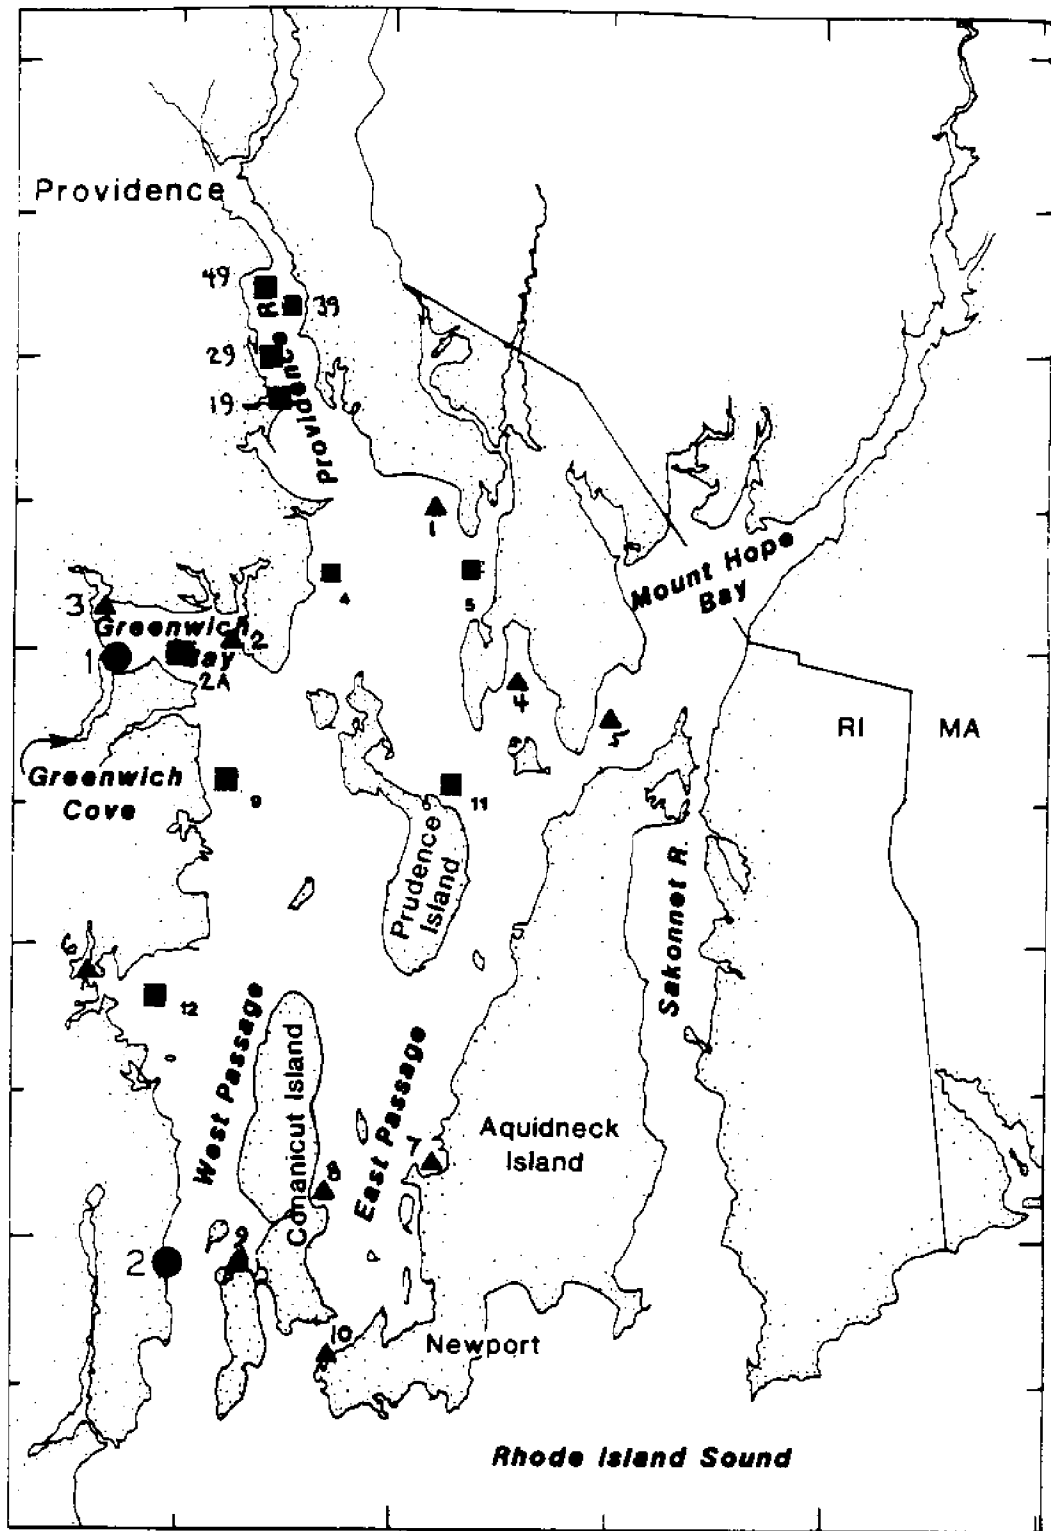 Providence
49
R
39
29
19
Providence
1
4
5
Mount Hope
Bay
3
Greenwich
Bay
2
1
2A
4
5
RI
MA
Greenwich
Cove
9
11
Prudence
Island
Sakonnet R.
6
12
West Passage
Conanicut Island
East Passage
Aquidneck
Island
7
8
2
9
10
Newport
Rhode Island Sound